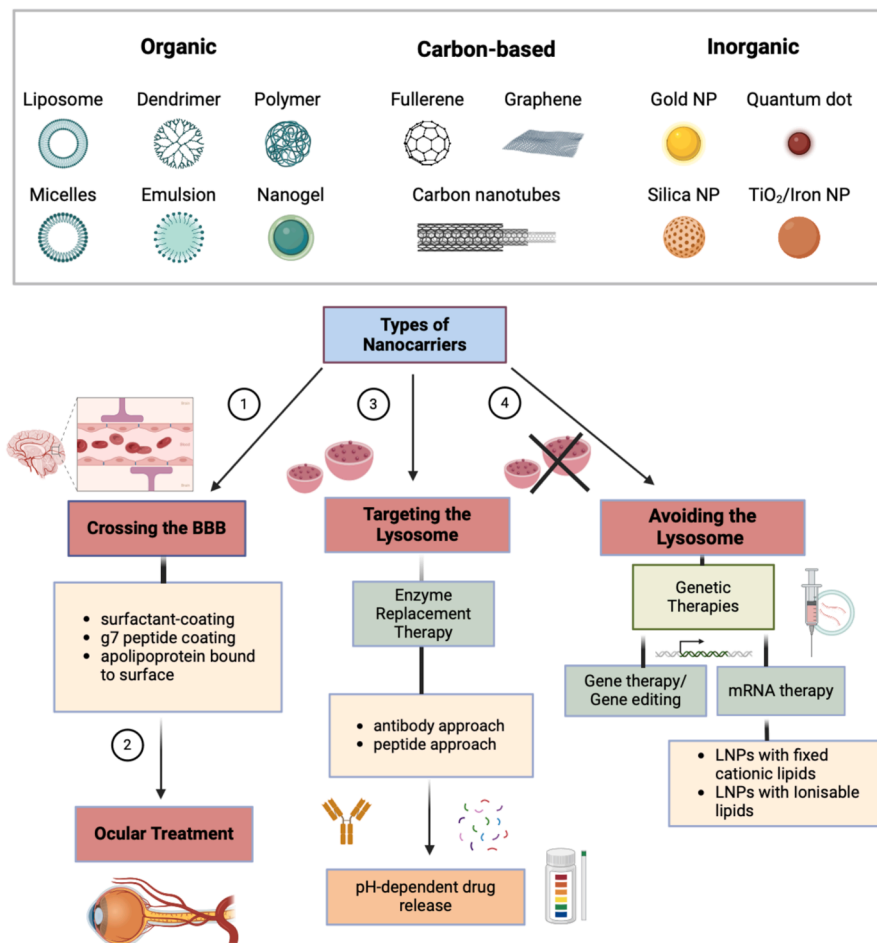 Organic
Carbon-based
Inorganic
Liposome
Dendrimer
Polymer
Fullerene
Graphene
Gold NP
Quantum dot
Micelles
Emulsion
Nanogel
Carbon nanotubes
Silica NP
TiO₂/Iron NP
Types of
Nanocarriers
1
3
4
Crossing the BBB
Targeting the
Lysosome
Avoiding the
Lysosome
• surfactant-coating
• g7 peptide coating
• apolipoprotein bound
to surface
Enzyme
Replacement
Therapy
Genetic
Therapies
Gene therapy/
Gene editing
mRNA therapy
2
• antibody approach
• peptide approach
• LNPs with fixed
cationic lipids
• LNPs with Ionisable
lipids
Ocular Treatment
pH-dependent drug
release